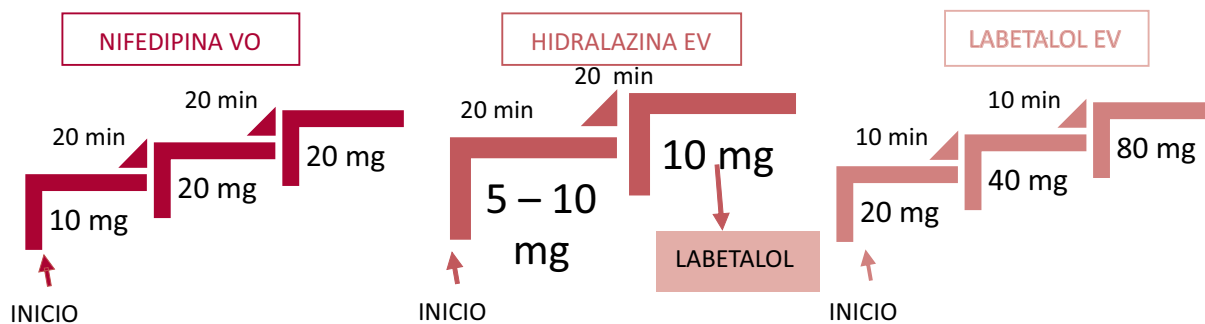 NIFEDIPINA VO
20 min
20 min
20 mg
20 mg
10 mg
INICIO
HIDRALAZINA EV
20 min
20 min
10 mg
5 – 10
mg
LABETALOL
INICIO
LABETALOL EV
10 min
10 min
80 mg
40 mg
20 mg
INICIO